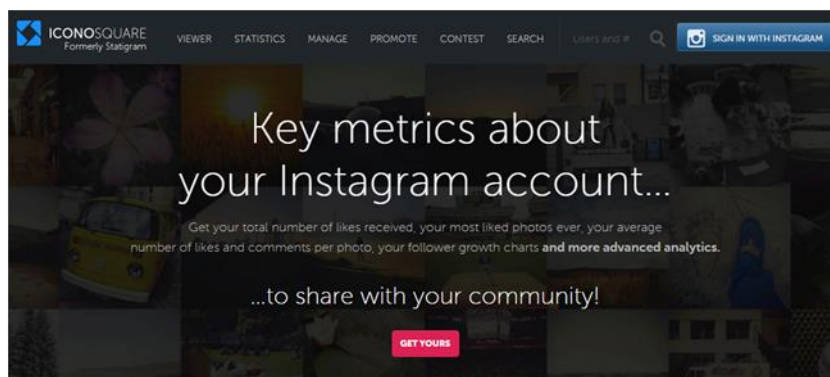 ICONOSQUARE
Formerly Statigram
VIEWER STATISTICS MANAGE PROMOTE CONTEST SEARCH Users and # SIGN IN WITH INSTAGRAM
Key metrics about
your Instagram account...
Get your total number of likes received, your most liked photos ever, your average
number of likes and comments per photo, your follower growth charts and more advanced analytics.
...to share with your community!
GET YOURS